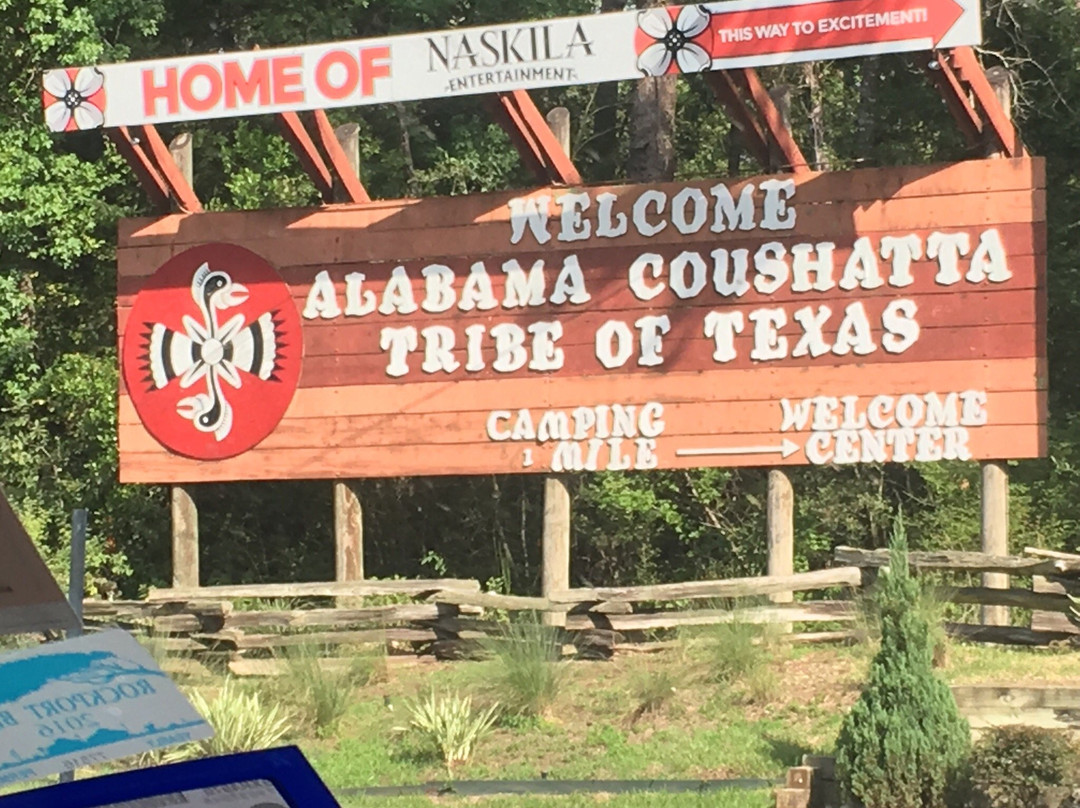 HOME OF NASKILA THIS WAY TO EXCITEMENT!
ENTERTAINMENT
WELCOME
ALABAMA COUSHATTA
TRIBE OF TEXAS
CAMPING WELCOME
1 MILE CENTER
ROCKPORT
2016